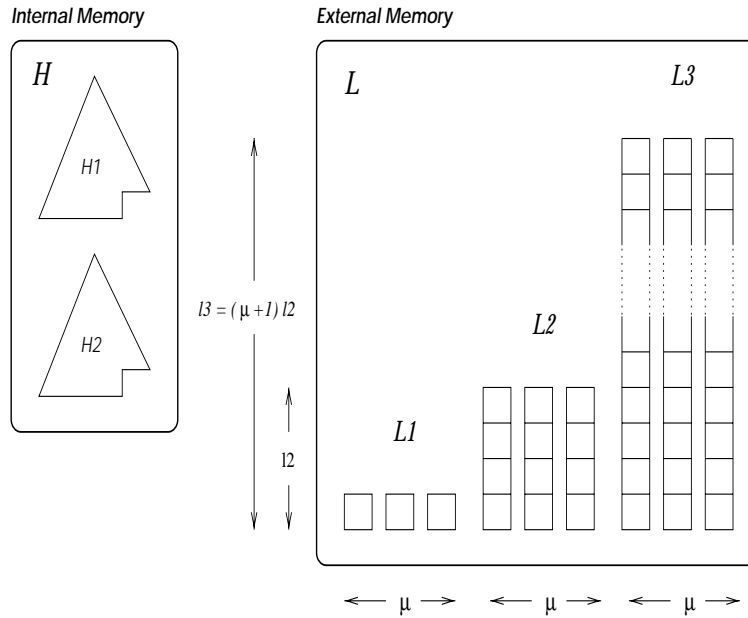 Internal Memory
External Memory
H
H1
H2
L
L3
l3 = ( μ +1) l2
L2
L1
l2
μ
μ
μ